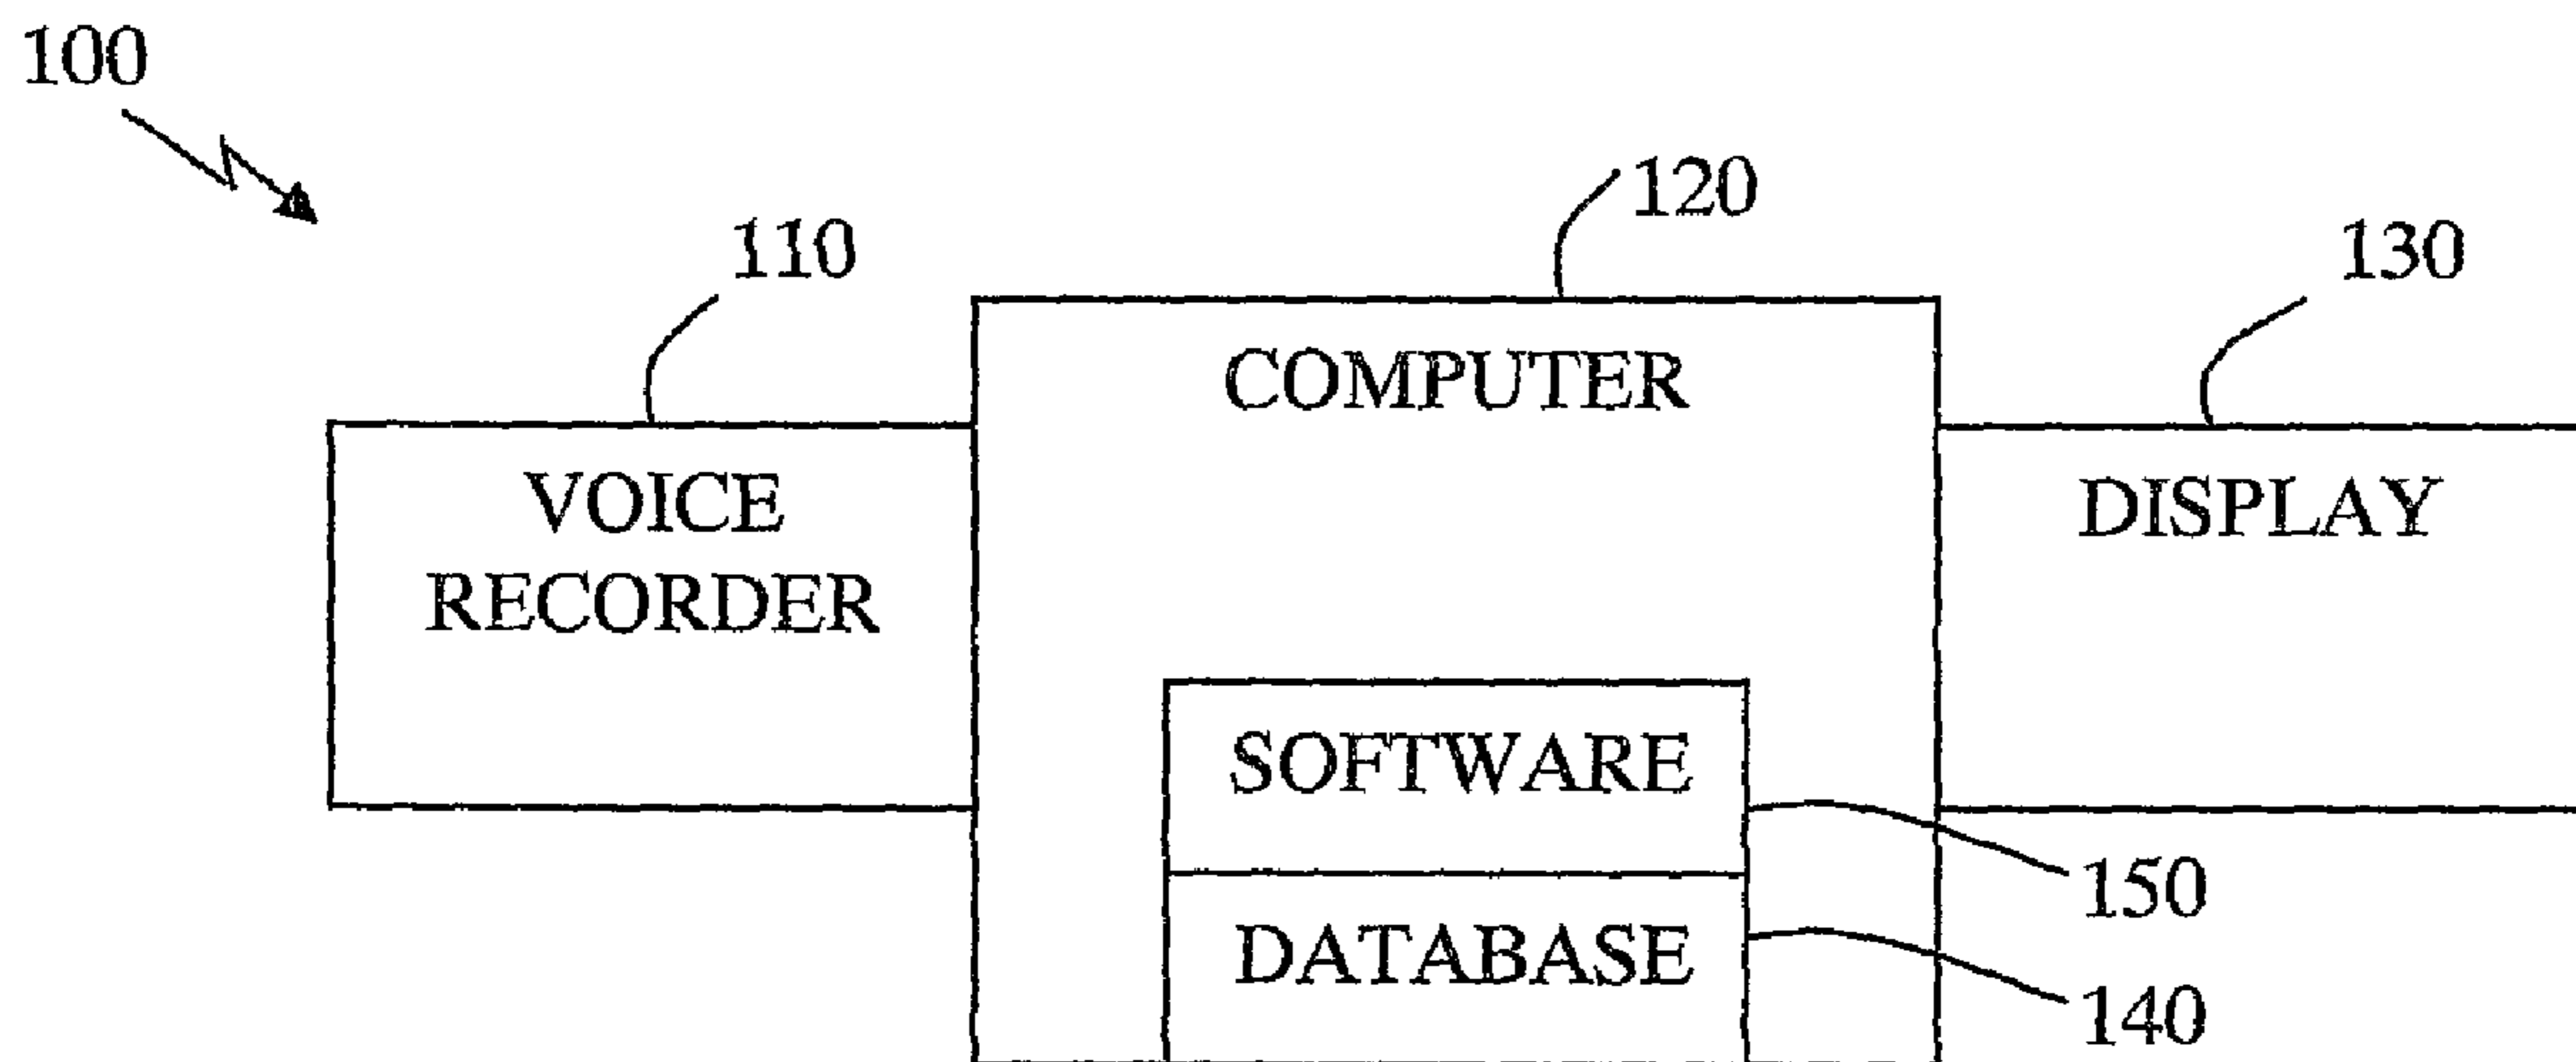 100
120
110
130
COMPUTER
VOICE
RECORDER
DISPLAY
SOFTWARE
150
DATABASE
140